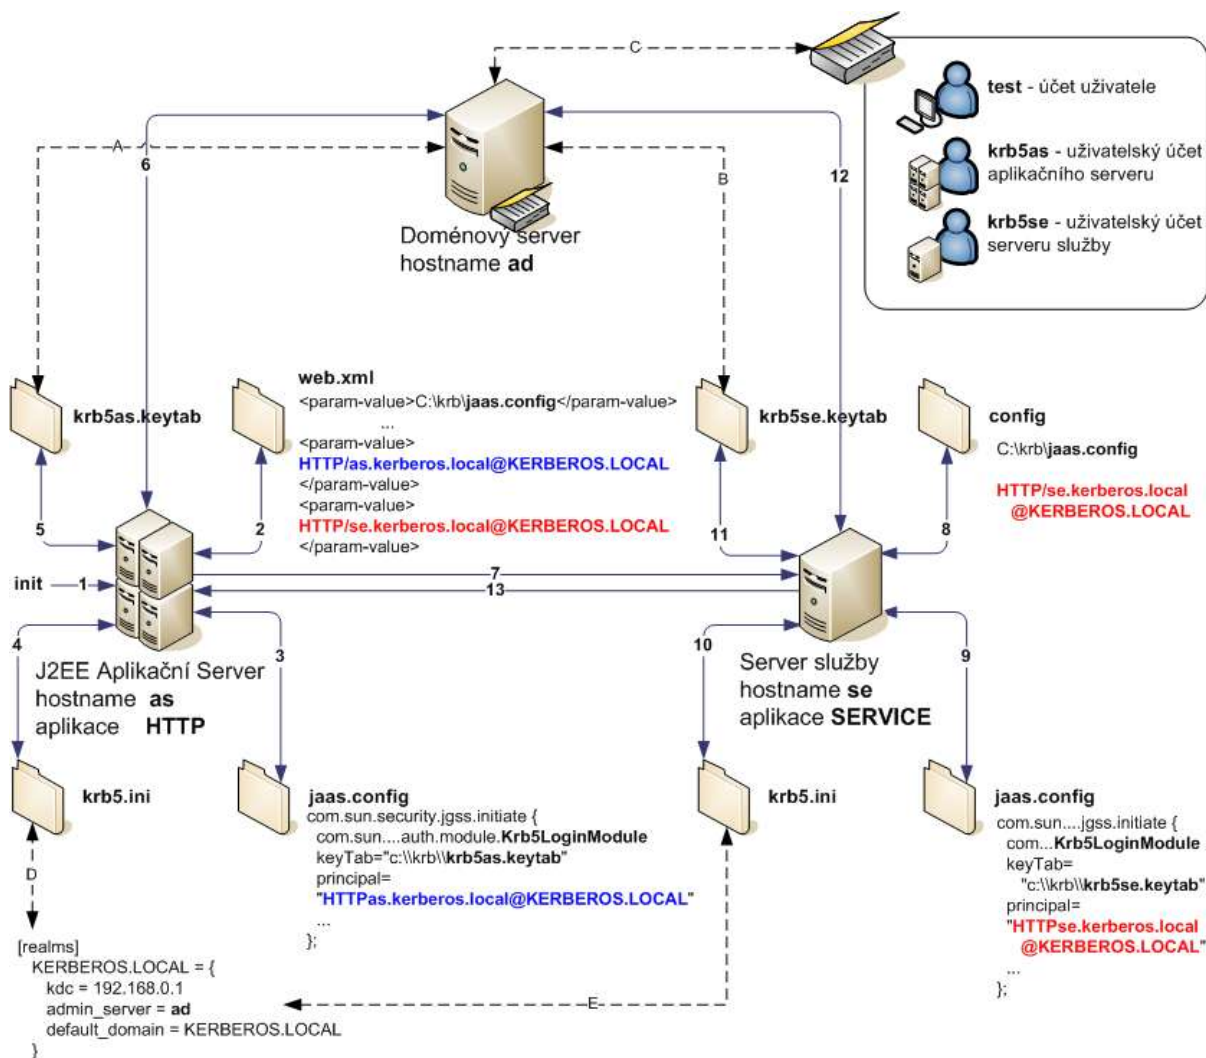 C
test - účet uživatele
krb5as - uživatelský účet
aplikačního serveru
krb5se - uživatelský účet
serveru služby
A
6
B
12
Doménový server
hostname ad
krb5as.keytab
web.xml
<param-value>C:\krb\jaas.config</param-value>
...
<param-value>
HTTP/as.kerberos.local@KERBEROS.LOCAL
</param-value>
<param-value>
HTTP/se.kerberos.local@KERBEROS.LOCAL
</param-value>
krb5se.keytab
config
C:\krb\jaas.config
HTTP/se.kerberos.local
@KERBEROS.LOCAL
5
2
11
8
init
1
7
13
4
3
10
9
J2EE Aplikační Server
hostname as
aplikace HTTP
Server služby
hostname se
aplikace SERVICE
krb5.ini
jaas.config
com.sun.security.jgss.initiate {
com.sun....auth.module.Krb5LoginModule
keyTab="c:\\krb\\krb5as.keytab"
principal=
"HTTPas.kerberos.local@KERBEROS.LOCAL"
...
};
krb5.ini
jaas.config
com.sun....jgss.initiate {
com...Krb5LoginModule
keyTab=
"c:\\krb\\krb5se.keytab"
principal=
"HTTPse.kerberos.local
@KERBEROS.LOCAL"
...
};
D
[realms]
KERBEROS.LOCAL = {
kdc = 192.168.0.1
admin_server = ad
default_domain = KERBEROS.LOCAL
}
E